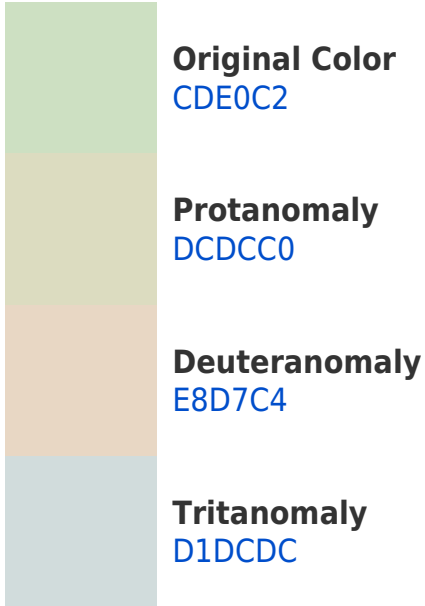 Original Color
CDE0C2
Protanomaly
DCDCC0
Deuteranomaly
E8D7C4
Tritanomaly
D1DCDC